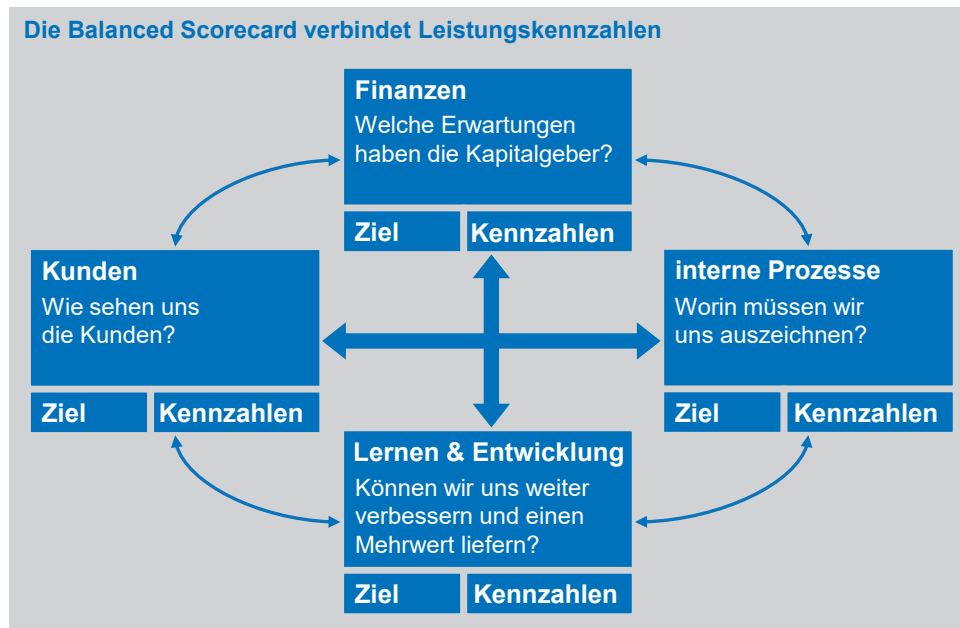 Die Balanced Scorecard verbindet Leistungskennzahlen
Finanzen
Welche Erwartungen
haben die Kapitalgeber?
Ziel
Kennzahlen
Kunden
Wie sehen uns
die Kunden?
Ziel
Kennzahlen
interne Prozesse
Worin müssen wir
uns auszeichnen?
Ziel
Kennzahlen
Lernen & Entwicklung
Können wir uns weiter
verbessern und einen
Mehrwert liefern?
Ziel
Kennzahlen